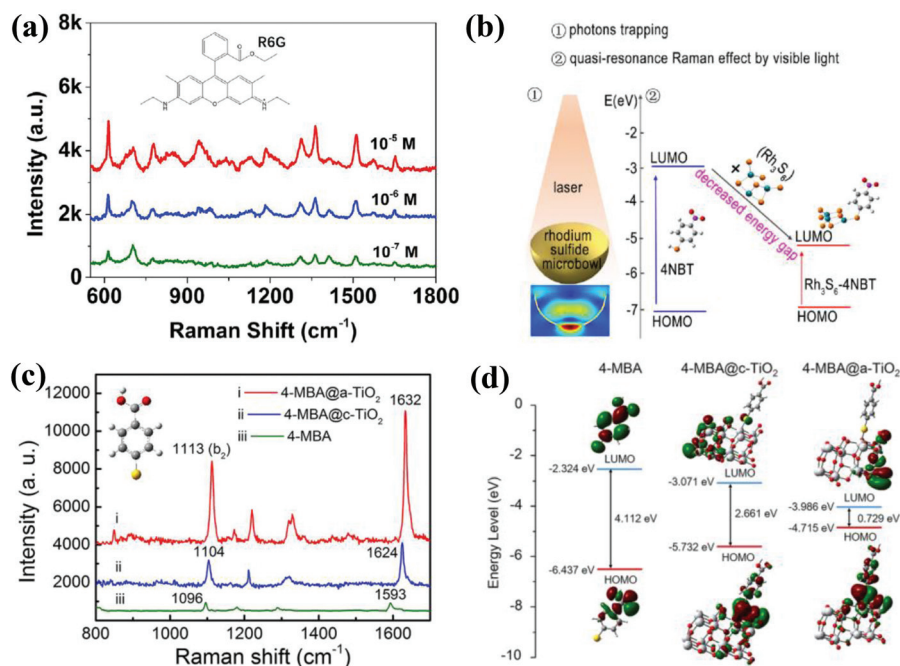 (a)
8k
6k
4k
2k
0
Intensity (a.u.)
R6G
O
O
N
H
O
N
H
10⁻⁵ M
10⁻⁶ M
10⁻⁷ M
600 900 1200 1500 1800
Raman Shift (cm⁻¹)
(b)
① photons trapping
② quasi-resonance Raman effect by visible light
①
E(eV)
②
laser
rhodium
sulfide
microbowl
-3
-4
-5
-6
-7
LUMO
4NBT
HOMO
+
(Rh₃S₆)
decreased energy gap
LUMO
Rh₃S₆-4NBT
HOMO
(c)
12000
10000
8000
6000
4000
2000
Intensity (a. u.)
i 4-MBA@a-TiO₂
ii 4-MBA@c-TiO₂
iii 4-MBA
1632
1113 (b₂)
i
1104
1624
ii
1096
1593
iii
800 1000 1200 1400 1600
Raman shift (cm⁻¹)
(d)
4-MBA 4-MBA@c-TiO₂ 4-MBA@a-TiO₂
0
-2
-4
-6
-8
-10
Energy Level (eV)
LUMO
-2.324 eV
4.112 eV
-6.437 eV
HOMO
LUMO
-3.071 eV
2.661 eV
-5.732 eV
HOMO
LUMO
-3.986 eV
0.729 eV
-4.715 eV
HOMO